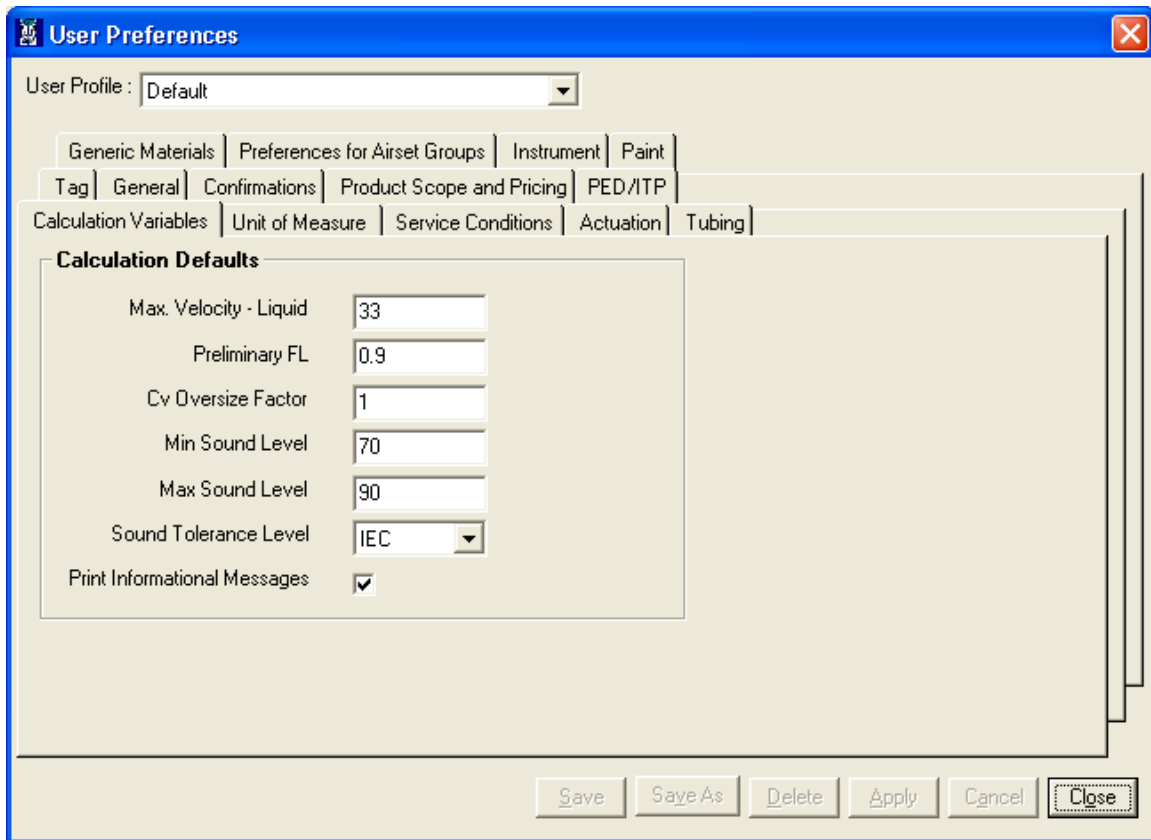 User Preferences
User Profile : Default
Generic Materials Preferences for Airset Groups Instrument Paint
Tag General Confirmations Product Scope and Pricing PED/ITP
Calculation Variables Unit of Measure Service Conditions Actuation Tubing
Calculation Defaults
Max. Velocity - Liquid 33
Preliminary FL 0.9
Cv Oversize Factor 1
Min Sound Level 70
Max Sound Level 90
Sound Tolerance Level IEC
Print Informational Messages
Save Save As Delete Apply Cancel Close